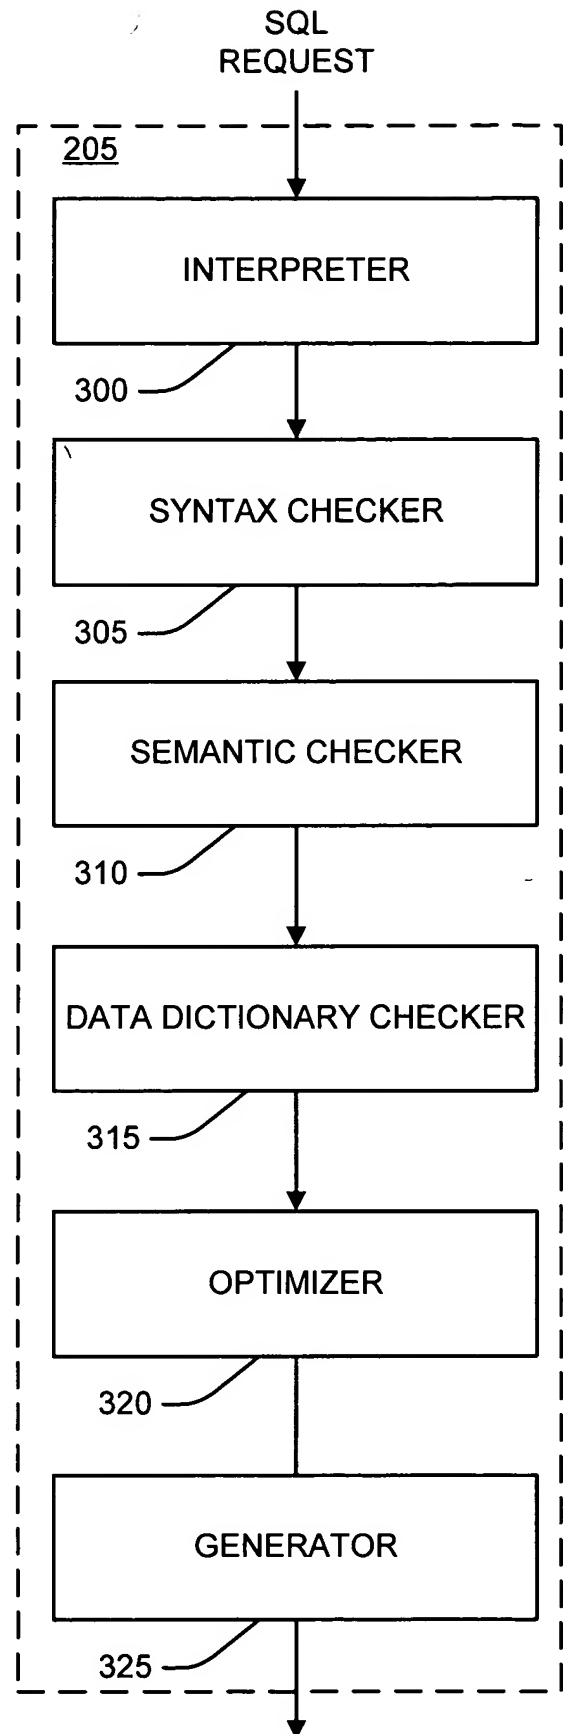 SQL
REQUEST
205
INTERPRETER
300
SYNTAX CHECKER
305
SEMANTIC CHECKER
310
DATA DICTIONARY CHECKER
315
OPTIMIZER
320
GENERATOR
325